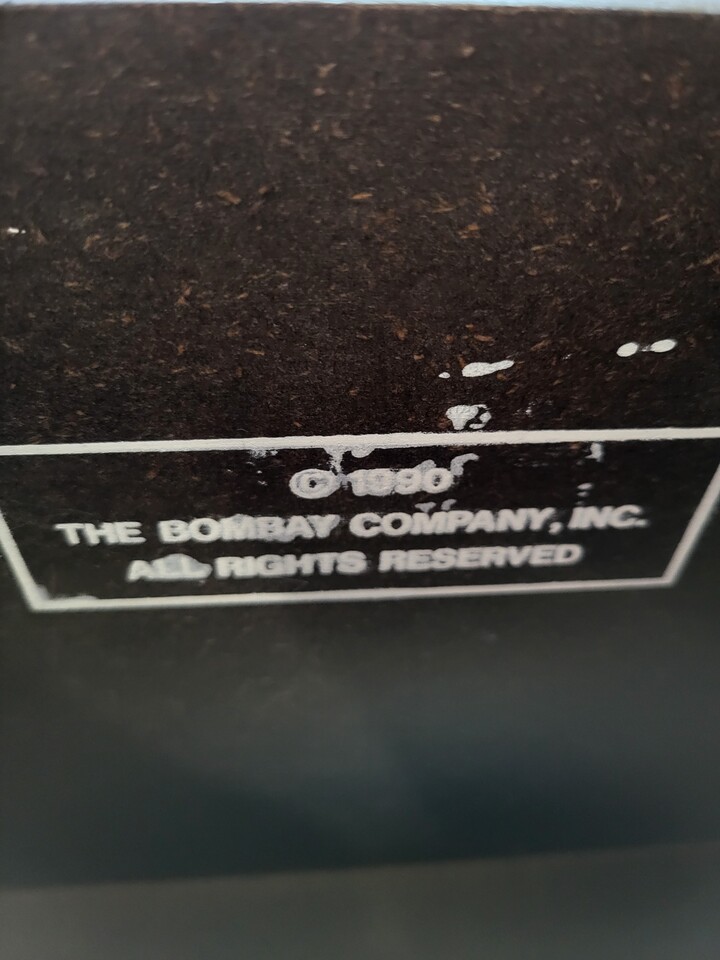 © 1990
THE BOMBAY COMPANY, INC.
ALL RIGHTS RESERVED